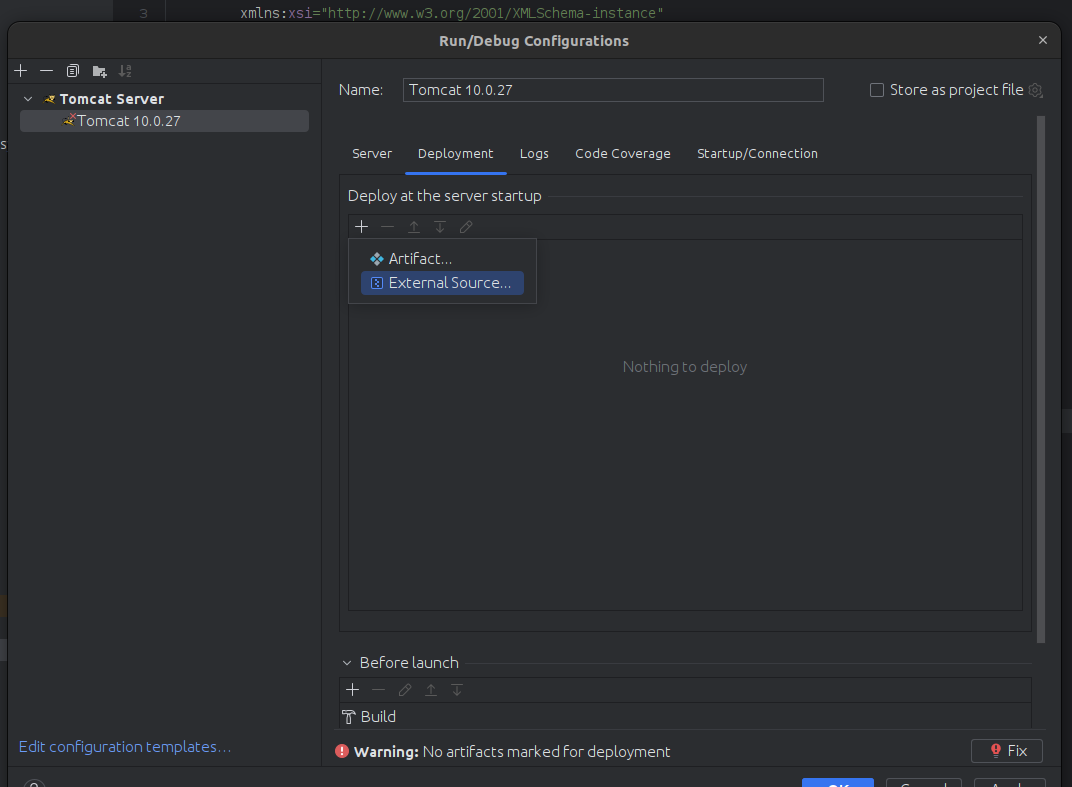 3 xmlns:xsi="http://www.w3.org/2001/XMLSchema-instance"
Run/Debug Configurations
Tomcat Server
Tomcat 10.0.27
Name: Tomcat 10.0.27
Store as project file
Server Deployment Logs Code Coverage Startup/Connection
Deploy at the server startup
Artifact...
External Source...
Nothing to deploy
Before launch
Build
Edit configuration templates...
Warning: No artifacts marked for deployment
Fix